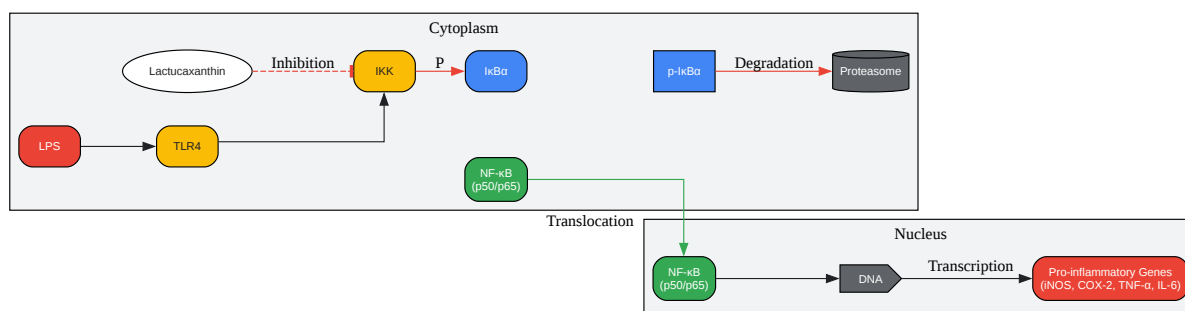 Cytoplasm
Lactucaxanthin
Inhibition
IKK
P
IκBα
p-IκBα
Degradation
Proteasome
LPS
TLR4
NF-κB
(p50/p65)
Translocation
Nucleus
NF-κB
(p50/p65)
DNA
Transcription
Pro-inflammatory Genes
(iNOS, COX-2, TNF-α, IL-6)